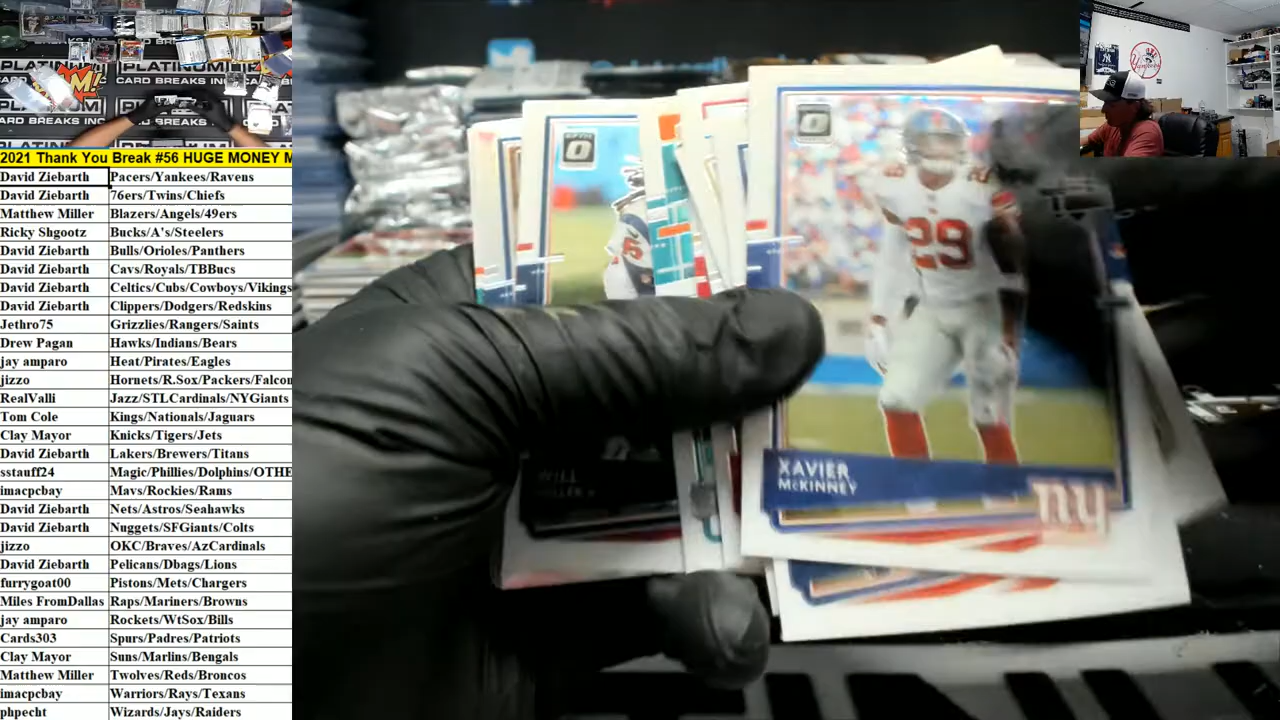 PLATINUM
PLATINUM
CARD BREAKS INC
CARD BREAKS INC
2021 Thank You Break #56 HUGE MONEY M
David Ziebarth Pacers/Yankees/Ravens
David Ziebarth 76ers/Twins/Chiefs
Matthew Miller Blazers/Angels/49ers
Ricky Shgootz Bucks/A's/Steelers
David Ziebarth Bulls/Orioles/Panthers
David Ziebarth Cavs/Royals/TBBucs
David Ziebarth Celtics/Cubs/Cowboys/Vikings
David Ziebarth Clippers/Dodgers/Redskins
Jethro75 Grizzlies/Rangers/Saints
Drew Pagan Hawks/Indians/Bears
jay amparo Heat/Pirates/Eagles
jizzo Hornets/R.Sox/Packers/Falcon
RealValli Jazz/STLCardinals/NYGiants
Tom Cole Kings/Nationals/Jaguars
Clay Mayor Knicks/Tigers/Jets
David Ziebarth Lakers/Brewers/Titans
sstauff24 Magic/Phillies/Dolphins/OTHE
imacpcbay Mavs/Rockies/Rams
David Ziebarth Nets/Astros/Seahawks
David Ziebarth Nuggets/SFGiants/Colts
jizzo OKC/Braves/AzCardinals
David Ziebarth Pelicans/Dbags/Lions
furrygoat00 Pistons/Mets/Chargers
Miles FromDallas Raps/Mariners/Browns
jay amparo Rockets/WtSox/Bills
Cards303 Spurs/Padres/Patriots
Clay Mayor Suns/Marlins/Bengals
Matthew Miller Twolves/Reds/Broncos
imacpcbay Warriors/Rays/Texans
phpecht Wizards/Jays/Raiders
29
XAVIER
McKINNEY
ny
WILL